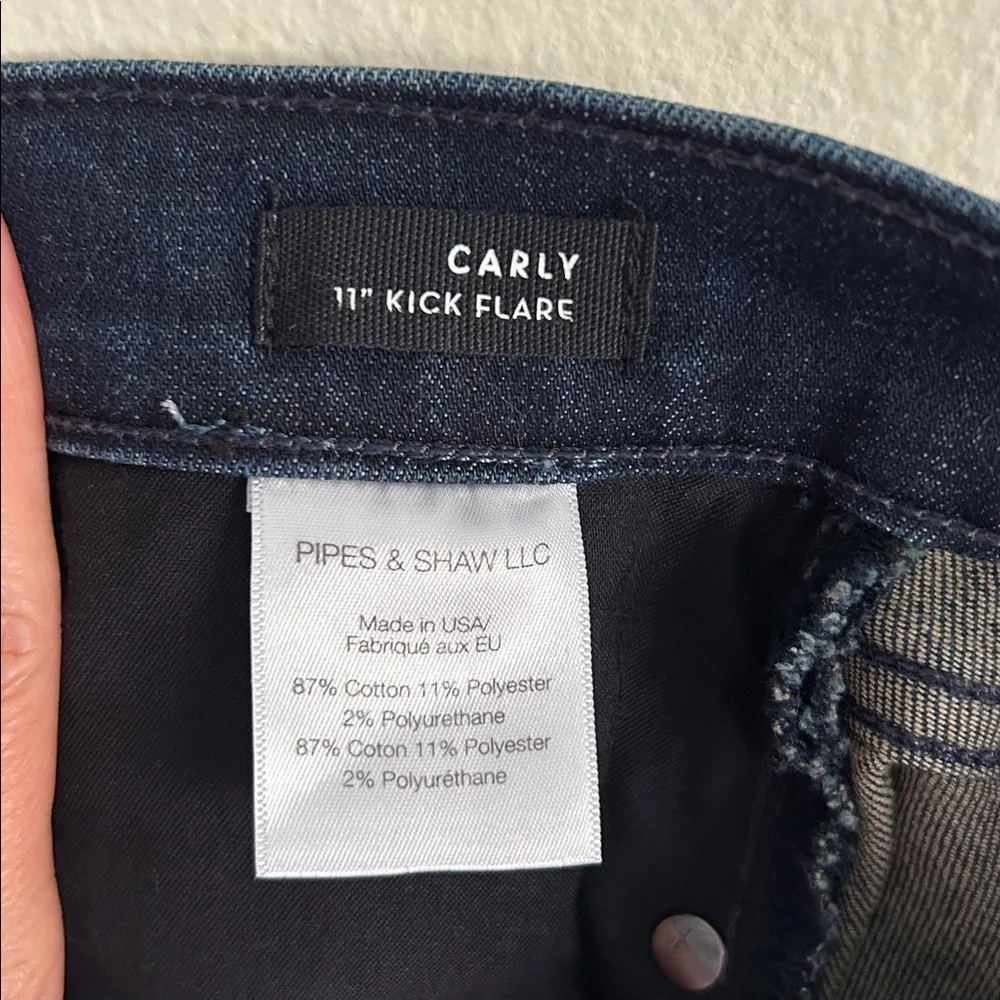 CARLY
11" KICK FLARE
PIPES & SHAW LLC
Made in USA/
Fabriqué aux EU
87% Cotton 11% Polyester
2% Polyurethane
87% Coton 11% Polyester
2% Polyuréthane